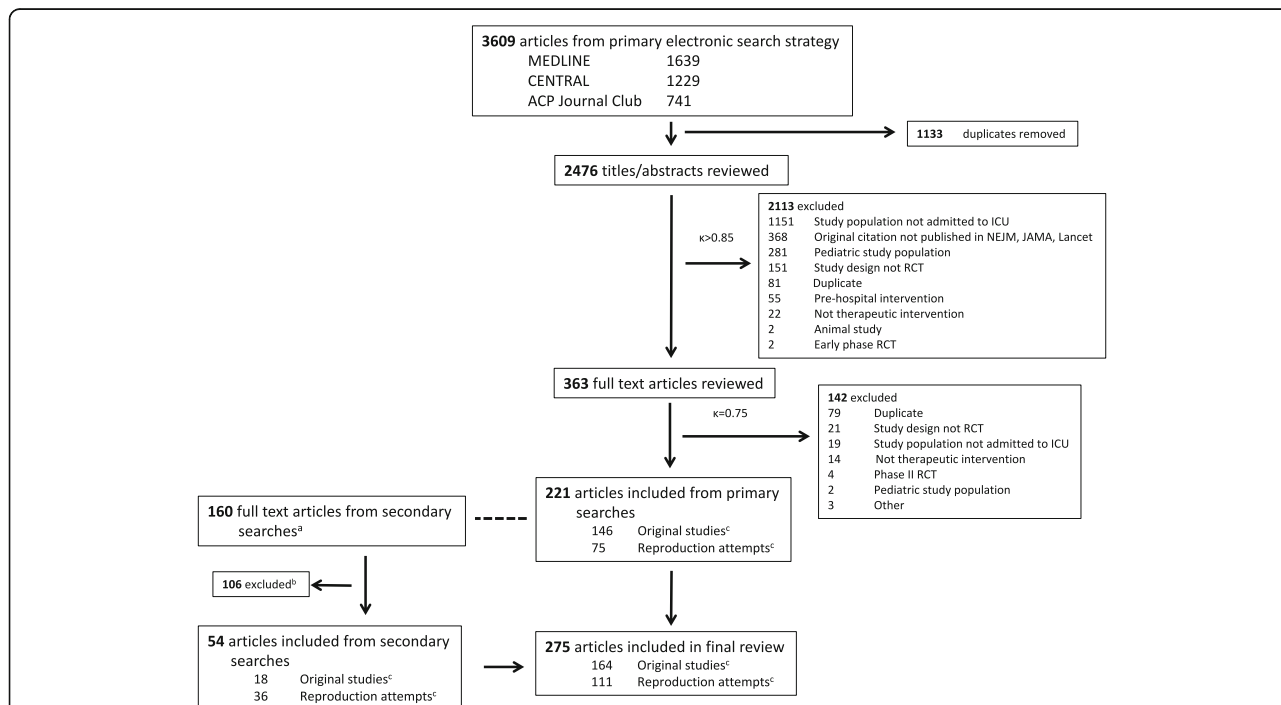 3609 articles from primary electronic search strategy
MEDLINE 1639
CENTRAL 1229
ACP Journal Club 741
1133 duplicates removed
2476 titles/abstracts reviewed
κ>0.85
2113 excluded
1151 Study population not admitted to ICU
368 Original citation not published in NEJM, JAMA, Lancet
281 Pediatric study population
151 Study design not RCT
81 Duplicate
55 Pre-hospital intervention
22 Not therapeutic intervention
2 Animal study
2 Early phase RCT
363 full text articles reviewed
κ=0.75
142 excluded
79 Duplicate
21 Study design not RCT
19 Study population not admitted to ICU
14 Not therapeutic intervention
4 Phase II RCT
2 Pediatric study population
3 Other
221 articles included from primary
searches
146 Original studiesᶜ
75 Reproduction attemptsᶜ
160 full text articles from secondary
searchesᵃ
106 excludedᵇ
54 articles included from secondary
searches
18 Original studiesᶜ
36 Reproduction attemptsᶜ
275 articles included in final review
164 Original studiesᶜ
111 Reproduction attemptsᶜ